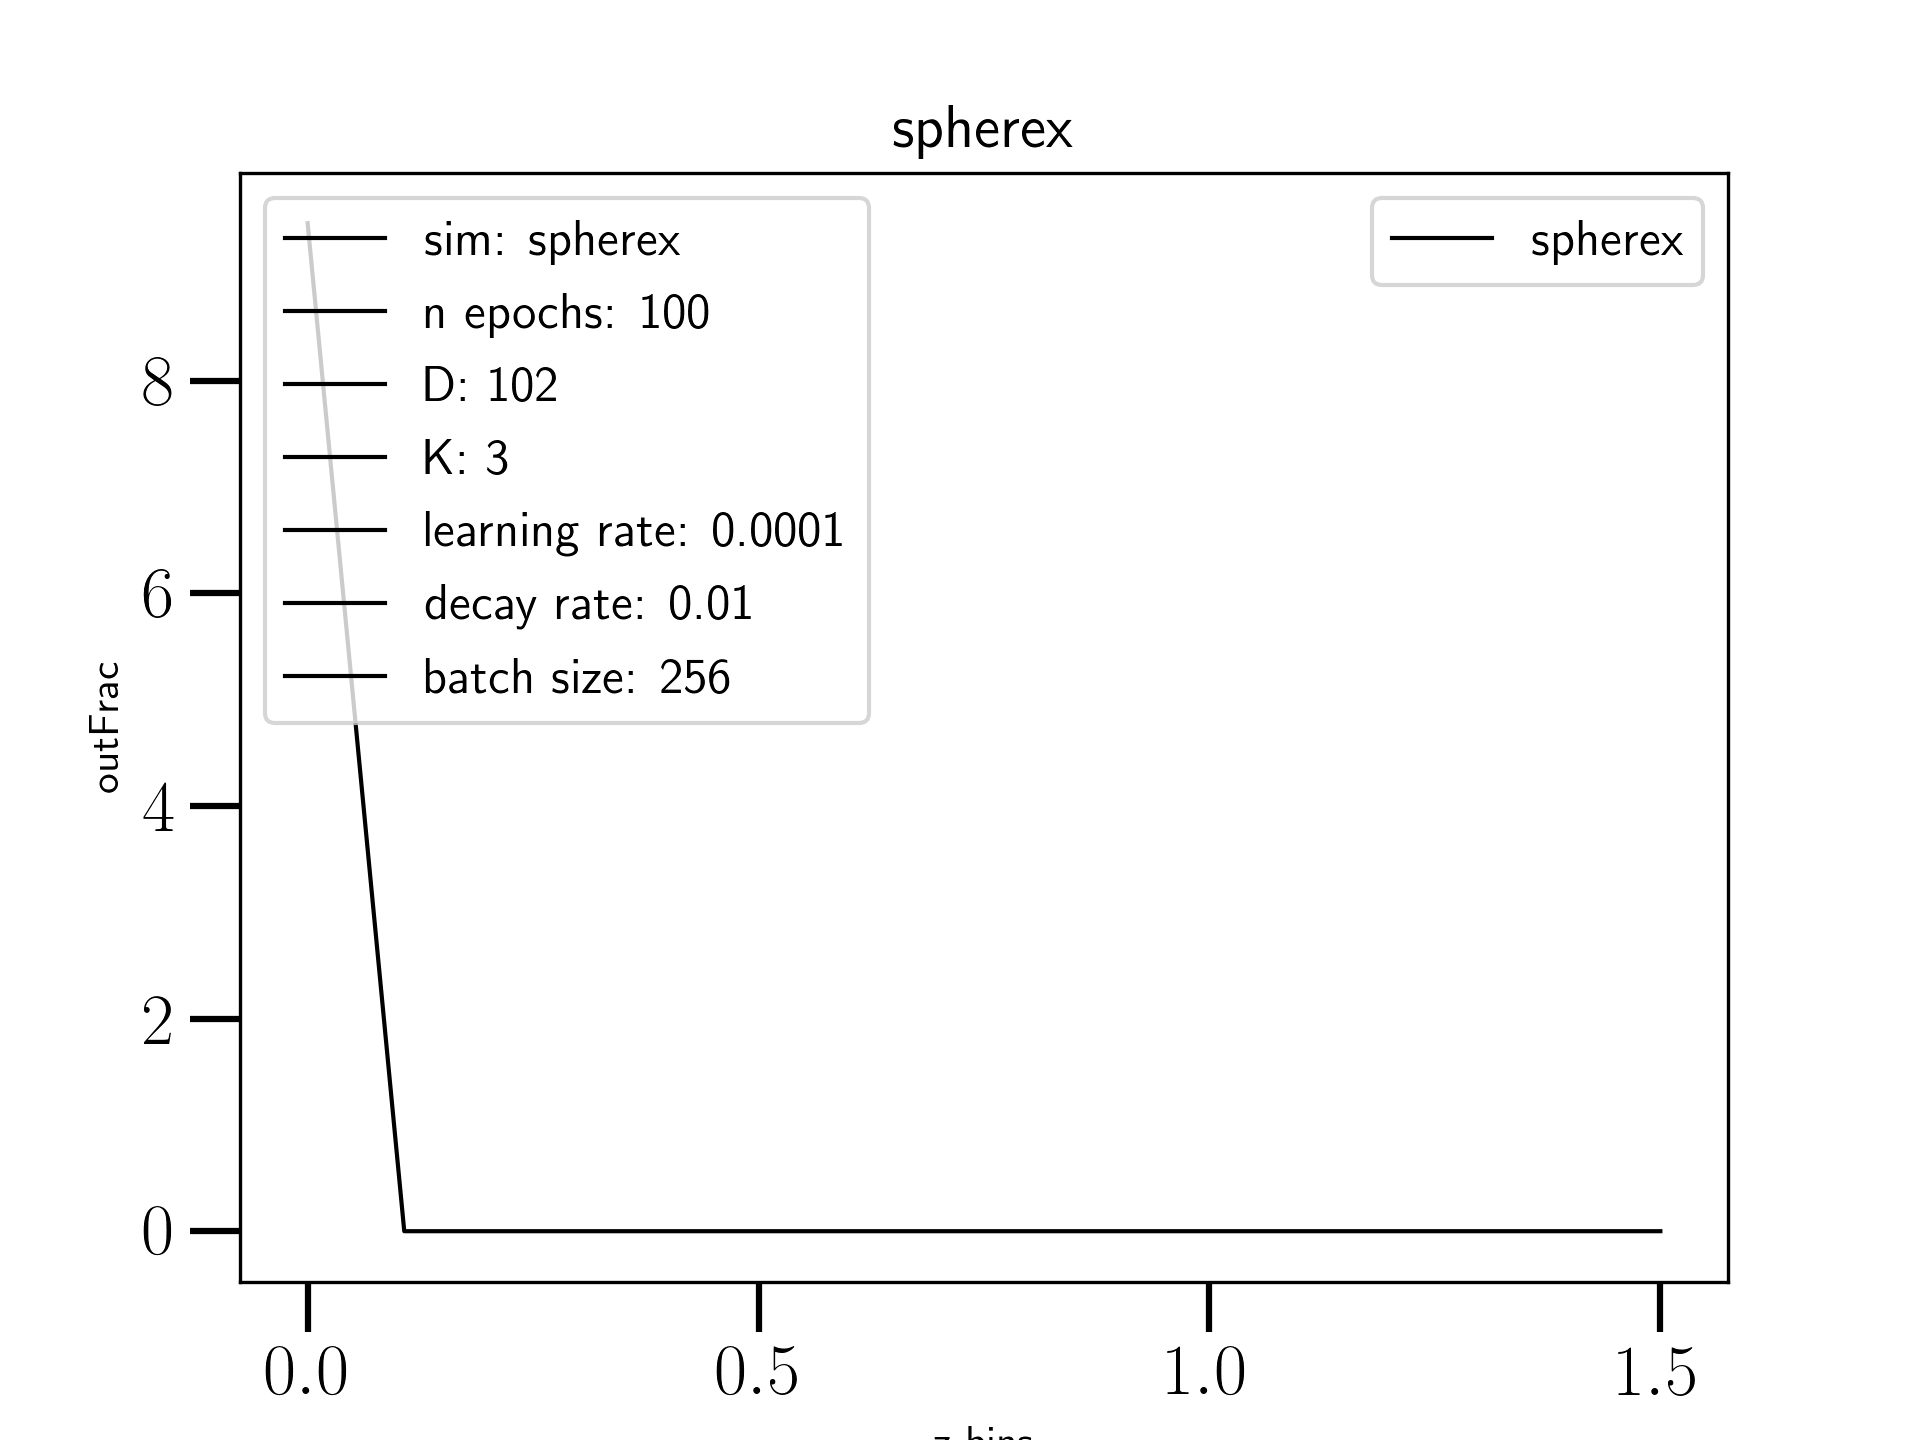 spherex
sim: spherex
n epochs: 100
D: 102
K: 3
learning rate: 0.0001
decay rate: 0.01
batch size: 256
spherex
8
6
4
2
0
outFrac
0.0 0.5 1.0 1.5
z bins